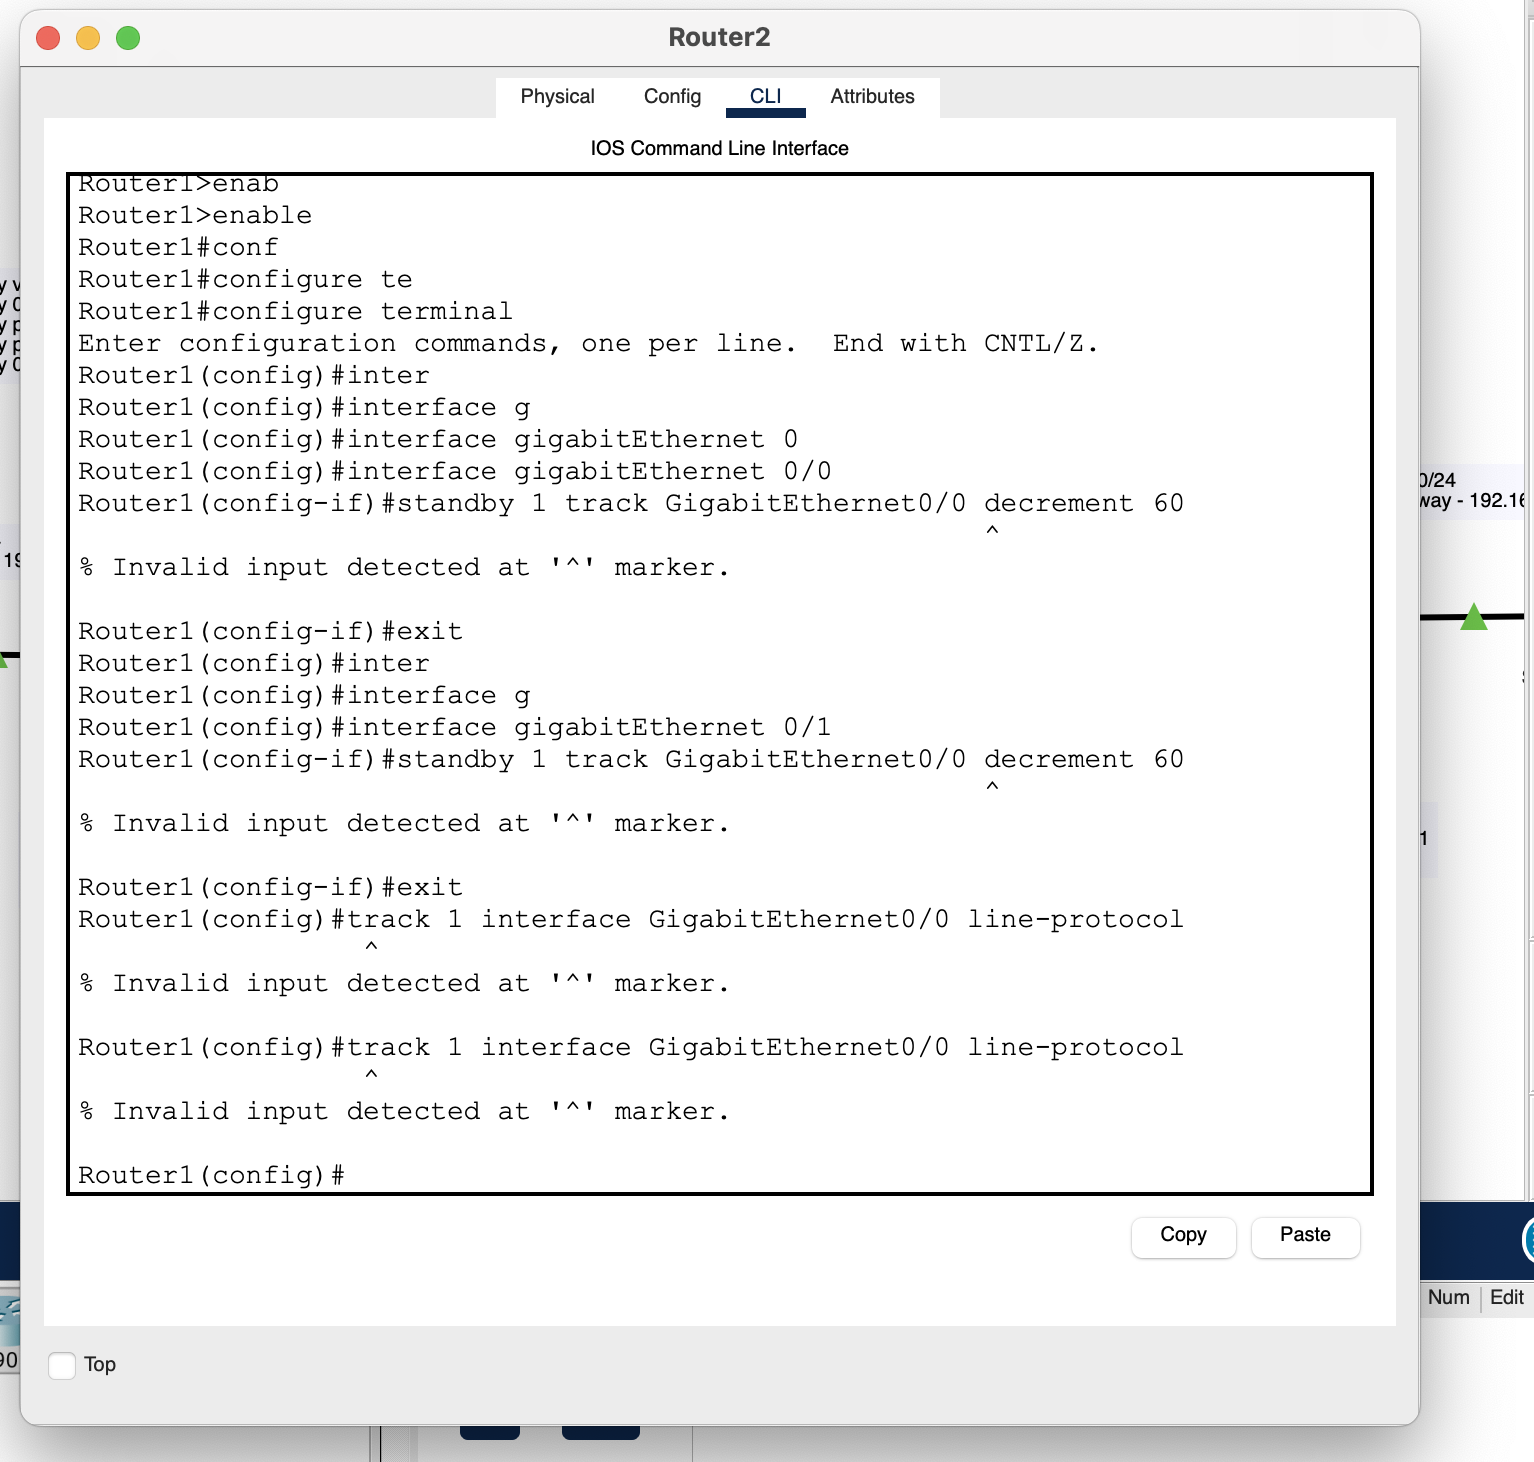 Router2
Physical Config CLI Attributes
IOS Command Line Interface
Router1>enab
Router1>enable
Router1#conf
Router1#configure te
Router1#configure terminal
Enter configuration commands, one per line.  End with CNTL/Z.
Router1(config)#inter
Router1(config)#interface g
Router1(config)#interface gigabitEthernet 0
Router1(config)#interface gigabitEthernet 0/0
Router1(config-if)#standby 1 track GigabitEthernet0/0 decrement 60
^
% Invalid input detected at '^' marker.
Router1(config-if)#exit
Router1(config)#inter
Router1(config)#interface g
Router1(config)#interface gigabitEthernet 0/1
Router1(config-if)#standby 1 track GigabitEthernet0/0 decrement 60
^
% Invalid input detected at '^' marker.
Router1(config-if)#exit
Router1(config)#track 1 interface GigabitEthernet0/0 line-protocol
^
% Invalid input detected at '^' marker.
Router1(config)#track 1 interface GigabitEthernet0/0 line-protocol
^
% Invalid input detected at '^' marker.
Router1(config)#
Copy Paste
Top
0/24
way - 192.16
1
Num Edit
19
90